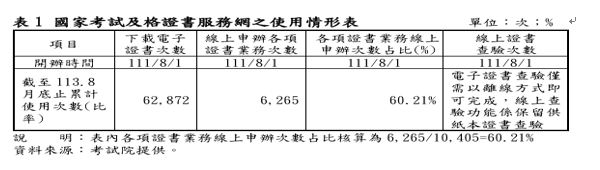 表 1 國家考試及格證書服務網之使用情形表 單位：次；%
項目 下載電子證書次數 線上申辦各項證書業務次數 各項證書業務線上申辦次數占比(%) 線上證書查驗次數
開辦時間 111/8/1 111/8/1 111/8/1 111/8/1
截至 113.8 月底止累計使用次數(比率) 62,872 6,265 60.21% 電子證書查驗僅需以離線方式即可完成，線上查驗功能係保留供紙本證書查驗
說　　明：表內各項證書業務線上申辦次數占比核算為 6,265/10,405=60.21%
資料來源：考試院提供。